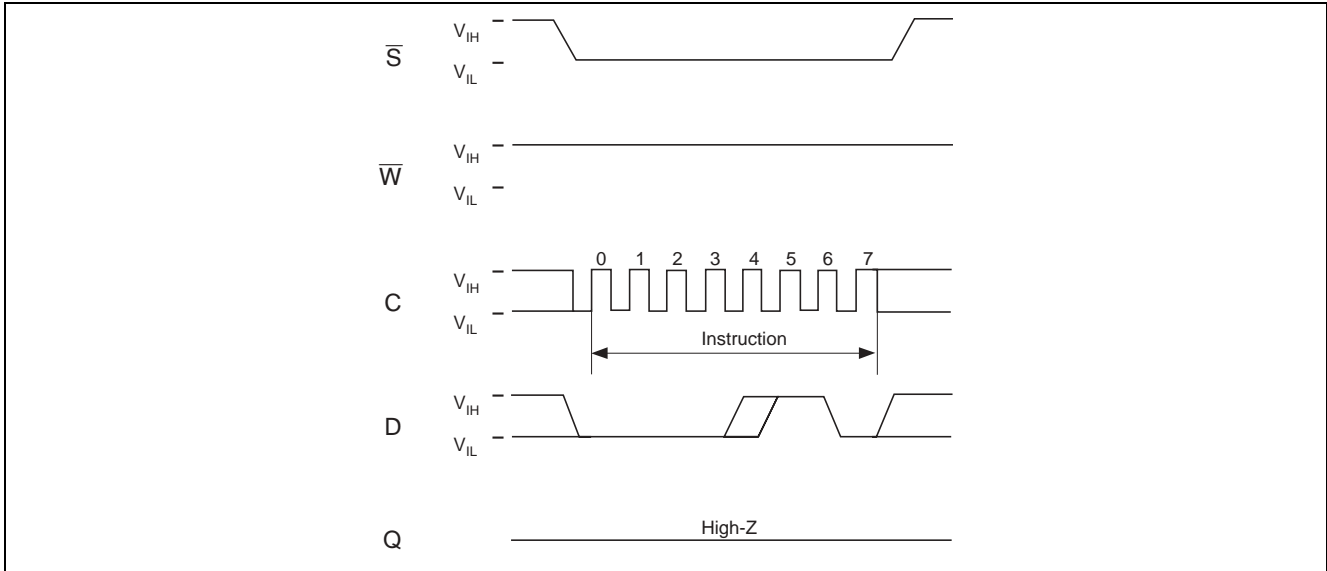 S̅
V_IH
V_IL
W̅
V_IH
V_IL
C
V_IH
V_IL
0 1 2 3 4 5 6 7
Instruction
D
V_IH
V_IL
Q
High-Z